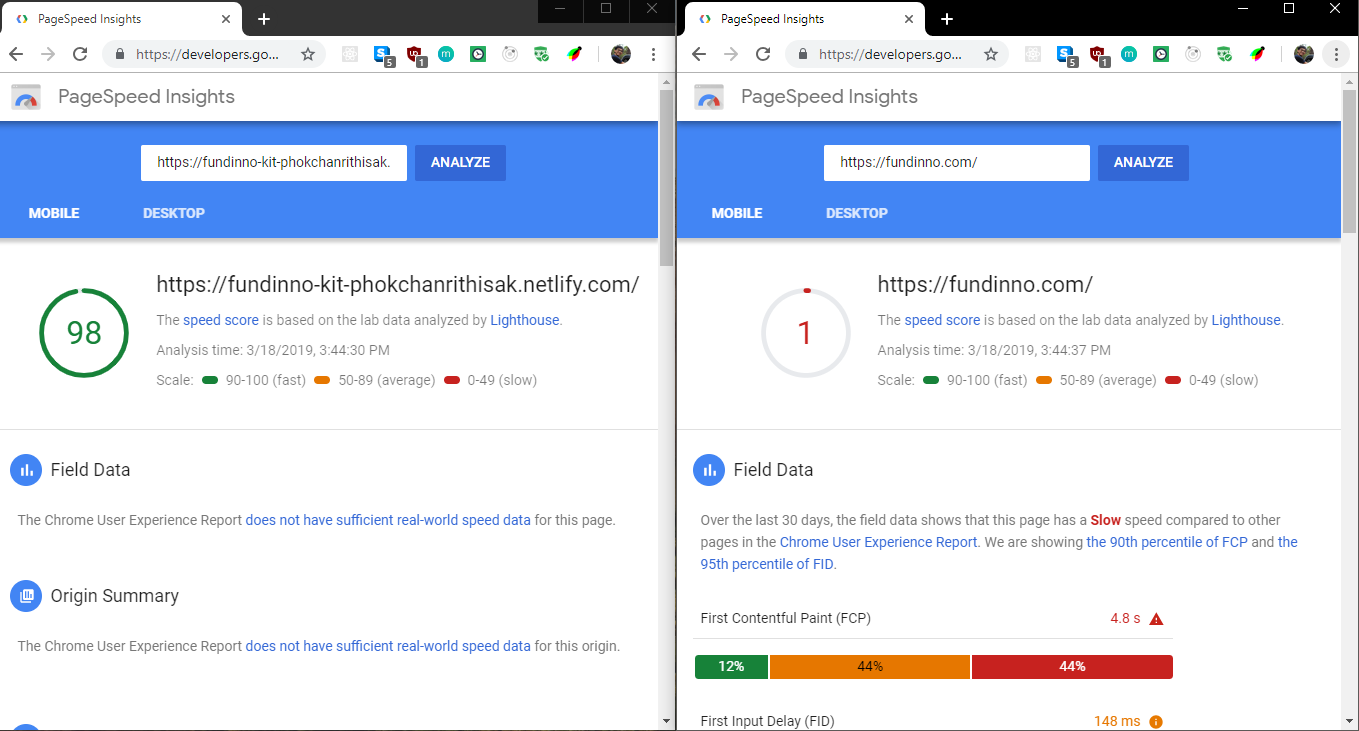 PageSpeed Insights
https://developers.go...
5
1
m
PageSpeed Insights
https://fundinno-kit-phokchanrithisak.
ANALYZE
MOBILE
DESKTOP
98
https://fundinno-kit-phokchanrithisak.netlify.com/
The speed score is based on the lab data analyzed by Lighthouse.
Analysis time: 3/18/2019, 3:44:30 PM
Scale: 90-100 (fast) 50-89 (average) 0-49 (slow)
Field Data
The Chrome User Experience Report does not have sufficient real-world speed data for this page.
Origin Summary
The Chrome User Experience Report does not have sufficient real-world speed data for this origin.
PageSpeed Insights
https://developers.go...
5
1
m
PageSpeed Insights
https://fundinno.com/
ANALYZE
MOBILE
DESKTOP
1
https://fundinno.com/
The speed score is based on the lab data analyzed by Lighthouse.
Analysis time: 3/18/2019, 3:44:37 PM
Scale: 90-100 (fast) 50-89 (average) 0-49 (slow)
Field Data
Over the last 30 days, the field data shows that this page has a Slow speed compared to other
pages in the Chrome User Experience Report. We are showing the 90th percentile of FCP and the
95th percentile of FID.
First Contentful Paint (FCP) 4.8 s
12% 44% 44%
First Input Delay (FID) 148 ms